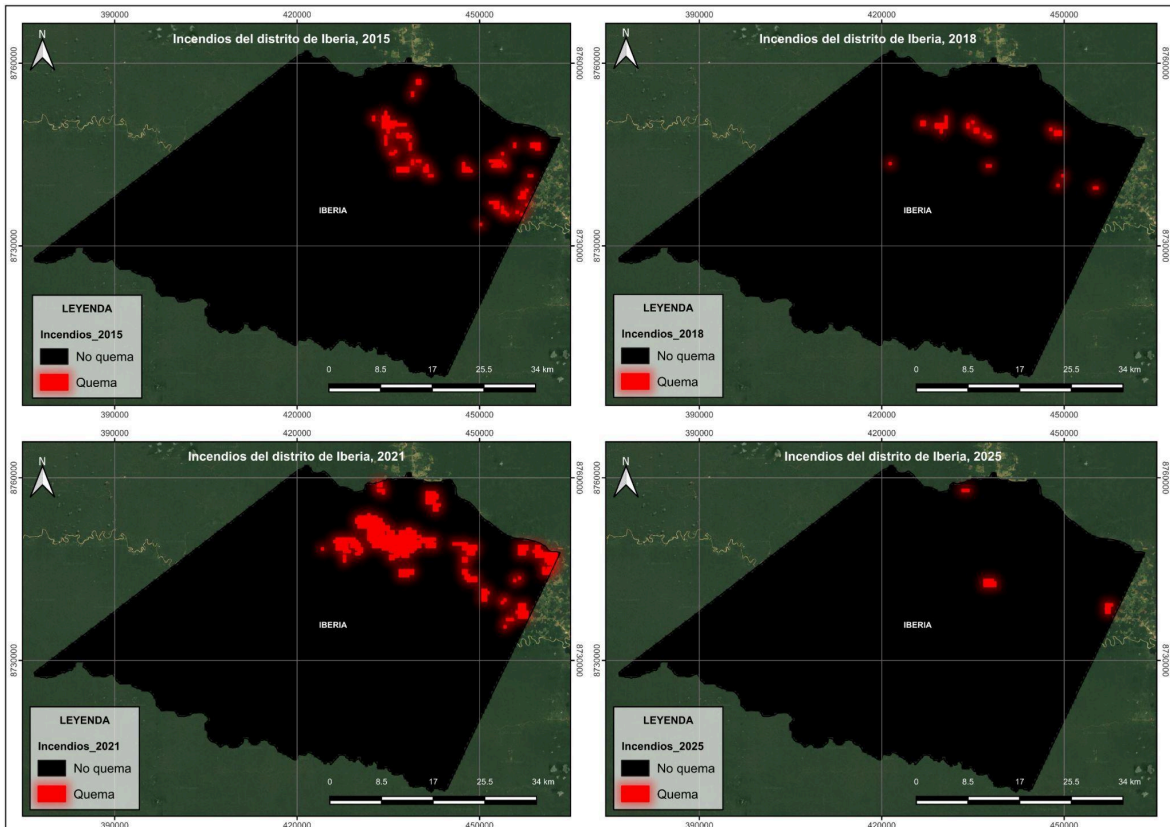 390000 420000 450000
N
Incendios del distrito de Iberia, 2015
8760000 8760000
IBERIA
8730000 8730000
LEYENDA
Incendios_2015
No quema
Quema
0 8.5 17 25.5 34 km
390000 420000 450000
390000 420000 450000
N
Incendios del distrito de Iberia, 2018
8760000 8760000
IBERIA
8730000 8730000
LEYENDA
Incendios_2018
No quema
Quema
0 8.5 17 25.5 34 km
390000 420000 450000
N
Incendios del distrito de Iberia, 2021
8760000 8760000
IBERIA
8730000 8730000
LEYENDA
Incendios_2021
No quema
Quema
0 8.5 17 25.5 34 km
390000 420000 450000
N
Incendios del distrito de Iberia, 2025
8760000 8760000
IBERIA
8730000 8730000
LEYENDA
Incendios_2025
No quema
Quema
0 8.5 17 25.5 34 km
390000 420000 450000